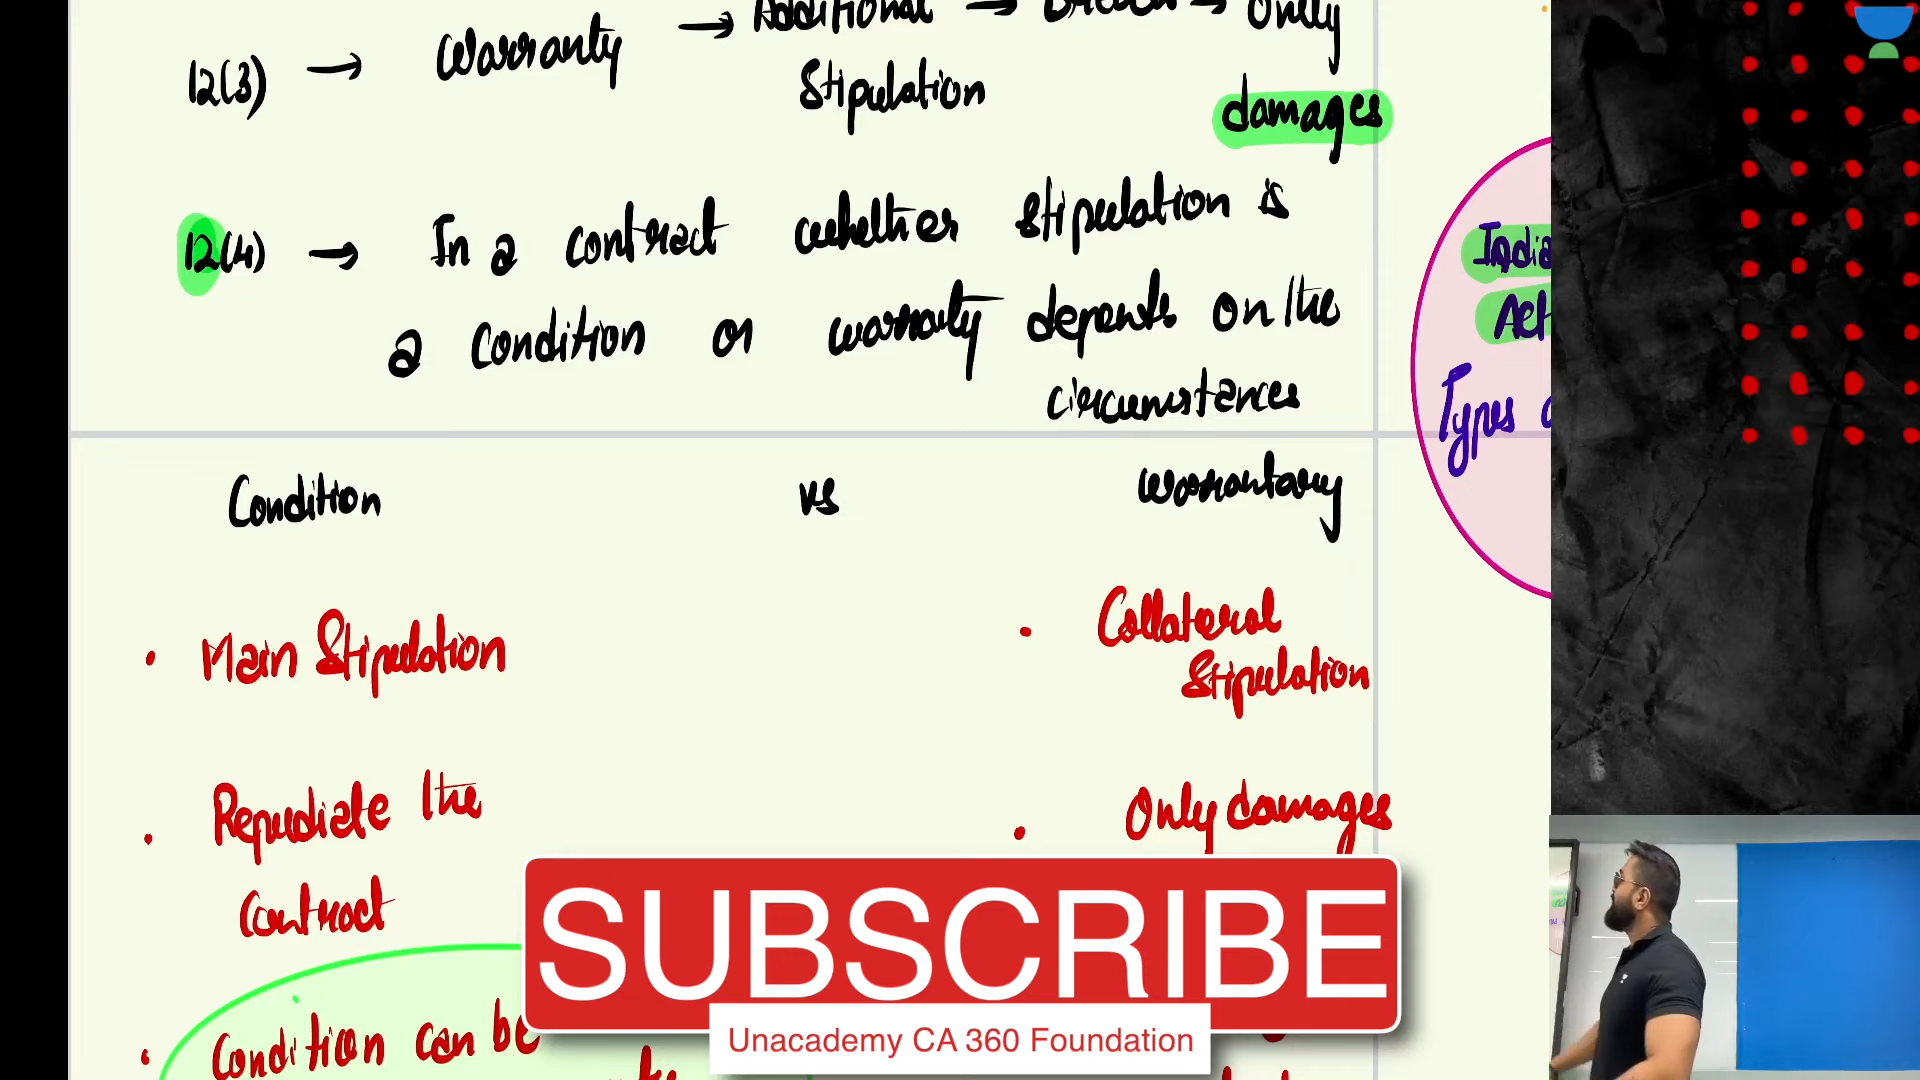 12(3) → Warranty → Additional → Breach → Only
Stipulation
damages
12(4) → In a contract whether stipulation is
a condition or warranty depends on the
circumstances
Condition vs warrantary
• Main Stipulation
• Collateral
Stipulation
• Repudiate the
Contract
• Only damages
• Condition can be
India
Act
Types
SUBSCRIBE
Unacademy CA 360 Foundation